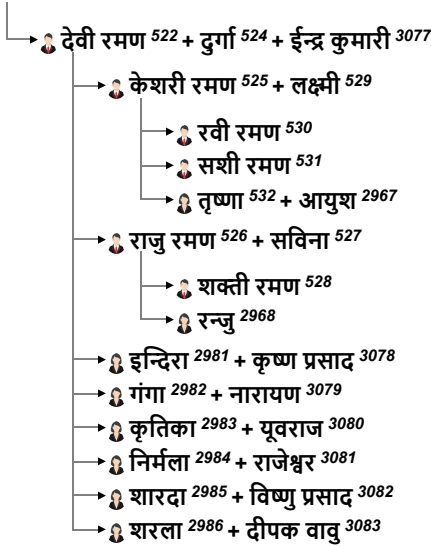 देवी रमण 522 + दुर्गा 524 + ईन्द्र कुमारी 3077
केशरी रमण 525 + लक्ष्मी 529
रवी रमण 530
सशी रमण 531
तृष्णा 532 + आयुश 2967
राजु रमण 526 + सविना 527
शक्ती रमण 528
रन्जु 2968
इन्दिरा 2981 + कृष्ण प्रसाद 3078
गंगा 2982 + नारायण 3079
कृतिका 2983 + यूवराज 3080
निर्मला 2984 + राजेश्वर 3081
शारदा 2985 + विष्णु प्रसाद 3082
शरला 2986 + दीपक वावु 3083